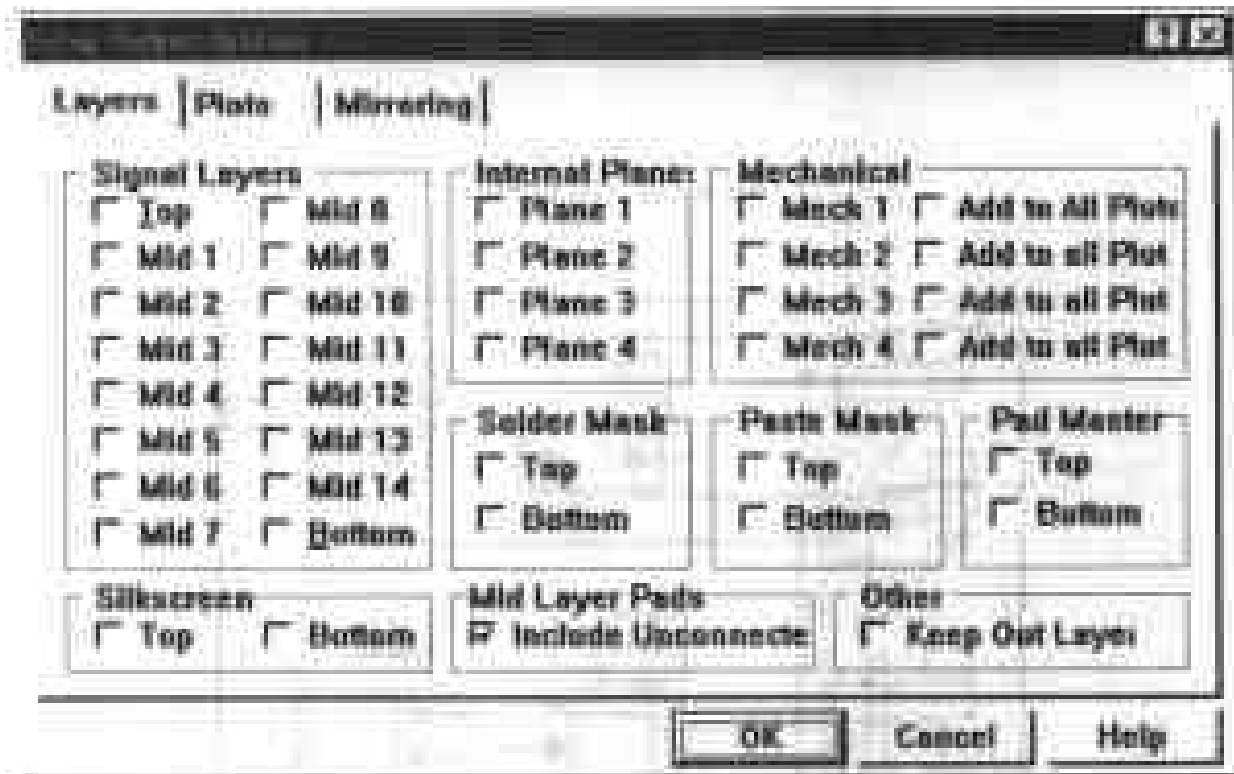 Layers Plots Mirroring
Signal Layers
Top Mid 8
Mid 1 Mid 9
Mid 2 Mid 10
Mid 3 Mid 11
Mid 4 Mid 12
Mid 5 Mid 13
Mid 6 Mid 14
Mid 7 Bottom
Internal Plane
Plane 1
Plane 2
Plane 3
Plane 4
Mechanical
Mech 1 Add to All Plots
Mech 2 Add to all Plot
Mech 3 Add to all Plot
Mech 4 Add to all Plot
Solder Mask
Top
Bottom
Paste Mask
Top
Bottom
Pad Master
Top
Bottom
Silkscreen
Top Bottom
Mid Layer Pads
Include Unconnecte
Other
Keep Out Layer
OK Cancel Help